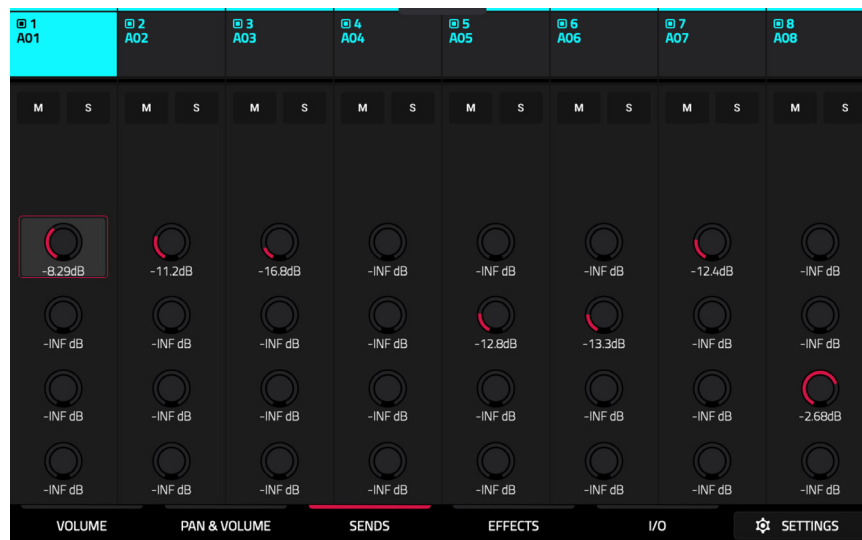 1 2 3 4 5 6 7 8
A01 A02 A03 A04 A05 A06 A07 A08
M S M S M S M S M S M S M S M S
-8.29dB -11.2dB -16.8dB -INF dB -INF dB -INF dB -12.4dB -INF dB
-INF dB -INF dB -INF dB -INF dB -12.8dB -13.3dB -INF dB -INF dB
-INF dB -INF dB -INF dB -INF dB -INF dB -INF dB -INF dB -2.68dB
-INF dB -INF dB -INF dB -INF dB -INF dB -INF dB -INF dB -INF dB
VOLUME PAN & VOLUME SENDS EFFECTS I/O SETTINGS